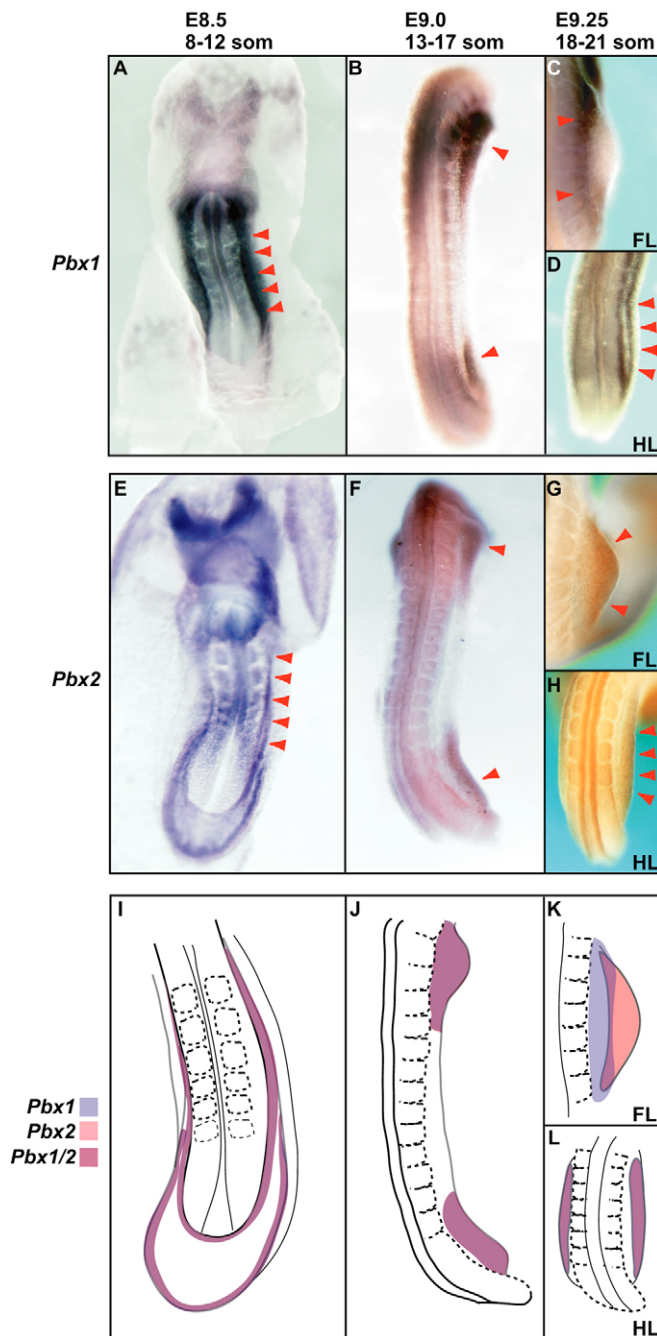 E8.5
8-12 som
E9.0
13-17 som
E9.25
18-21 som
A
B
C
FL
D
HL
Pbx1
E
F
G
FL
H
HL
Pbx2
I
J
K
FL
L
HL
Pbx1
Pbx2
Pbx1/2